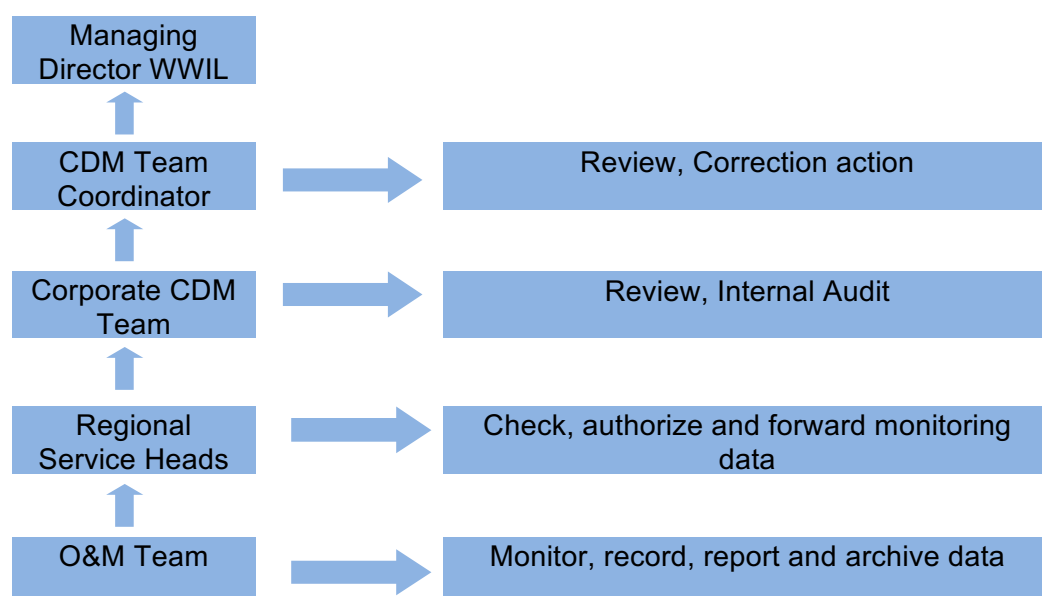 Managing
Director WWIL
CDM Team
Coordinator
Review, Correction action
Corporate CDM
Team
Review, Internal Audit
Regional
Service Heads
Check, authorize and forward monitoring
data
O&M Team
Monitor, record, report and archive data